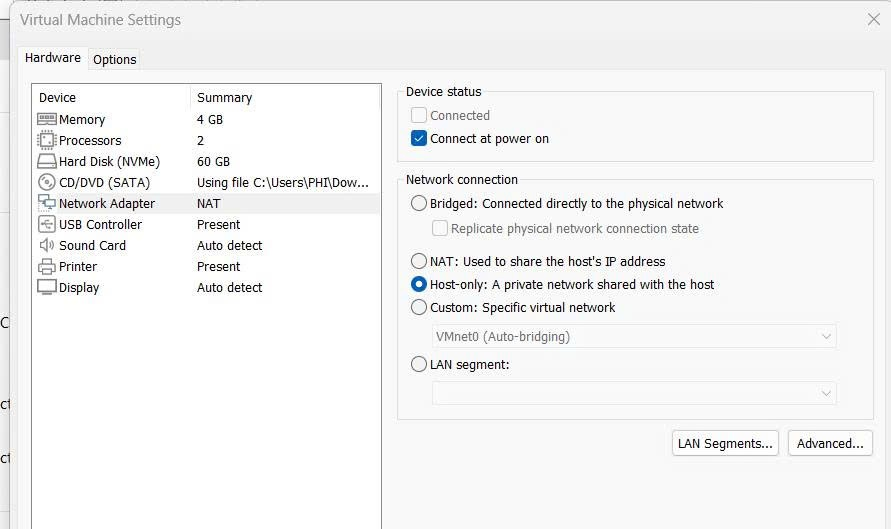 Virtual Machine Settings
Hardware
Options
Device Summary
Memory 4 GB
Processors 2
Hard Disk (NVMe) 60 GB
CD/DVD (SATA) Using file C:\Users\PHI\Dow...
Network Adapter NAT
USB Controller Present
Sound Card Auto detect
Printer Present
Display Auto detect
Device status
Connected
Connect at power on
Network connection
Bridged: Connected directly to the physical network
Replicate physical network connection state
NAT: Used to share the host's IP address
Host-only: A private network shared with the host
Custom: Specific virtual network
VMnet0 (Auto-bridging)
LAN segment:
LAN Segments... Advanced...